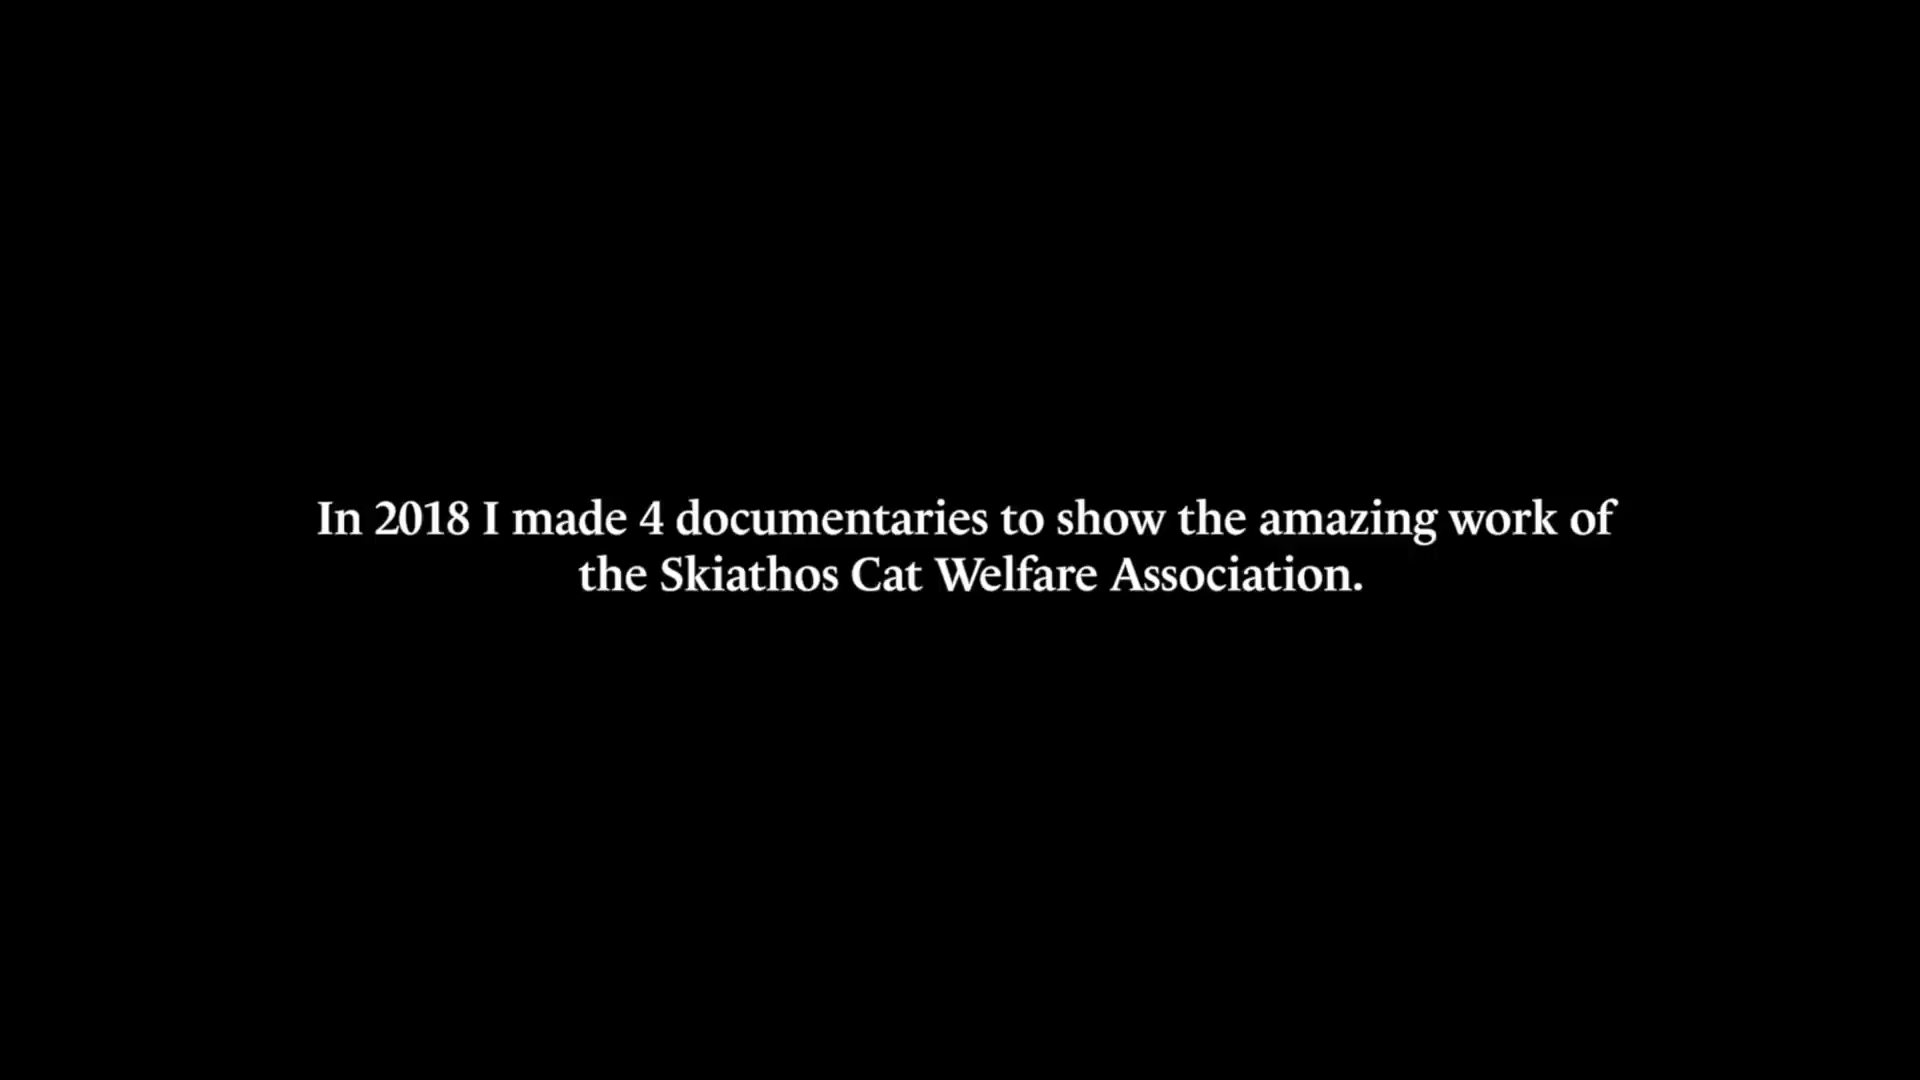 In 2018 I made 4 documentaries to show the amazing work of
the Skiathos Cat Welfare Association.